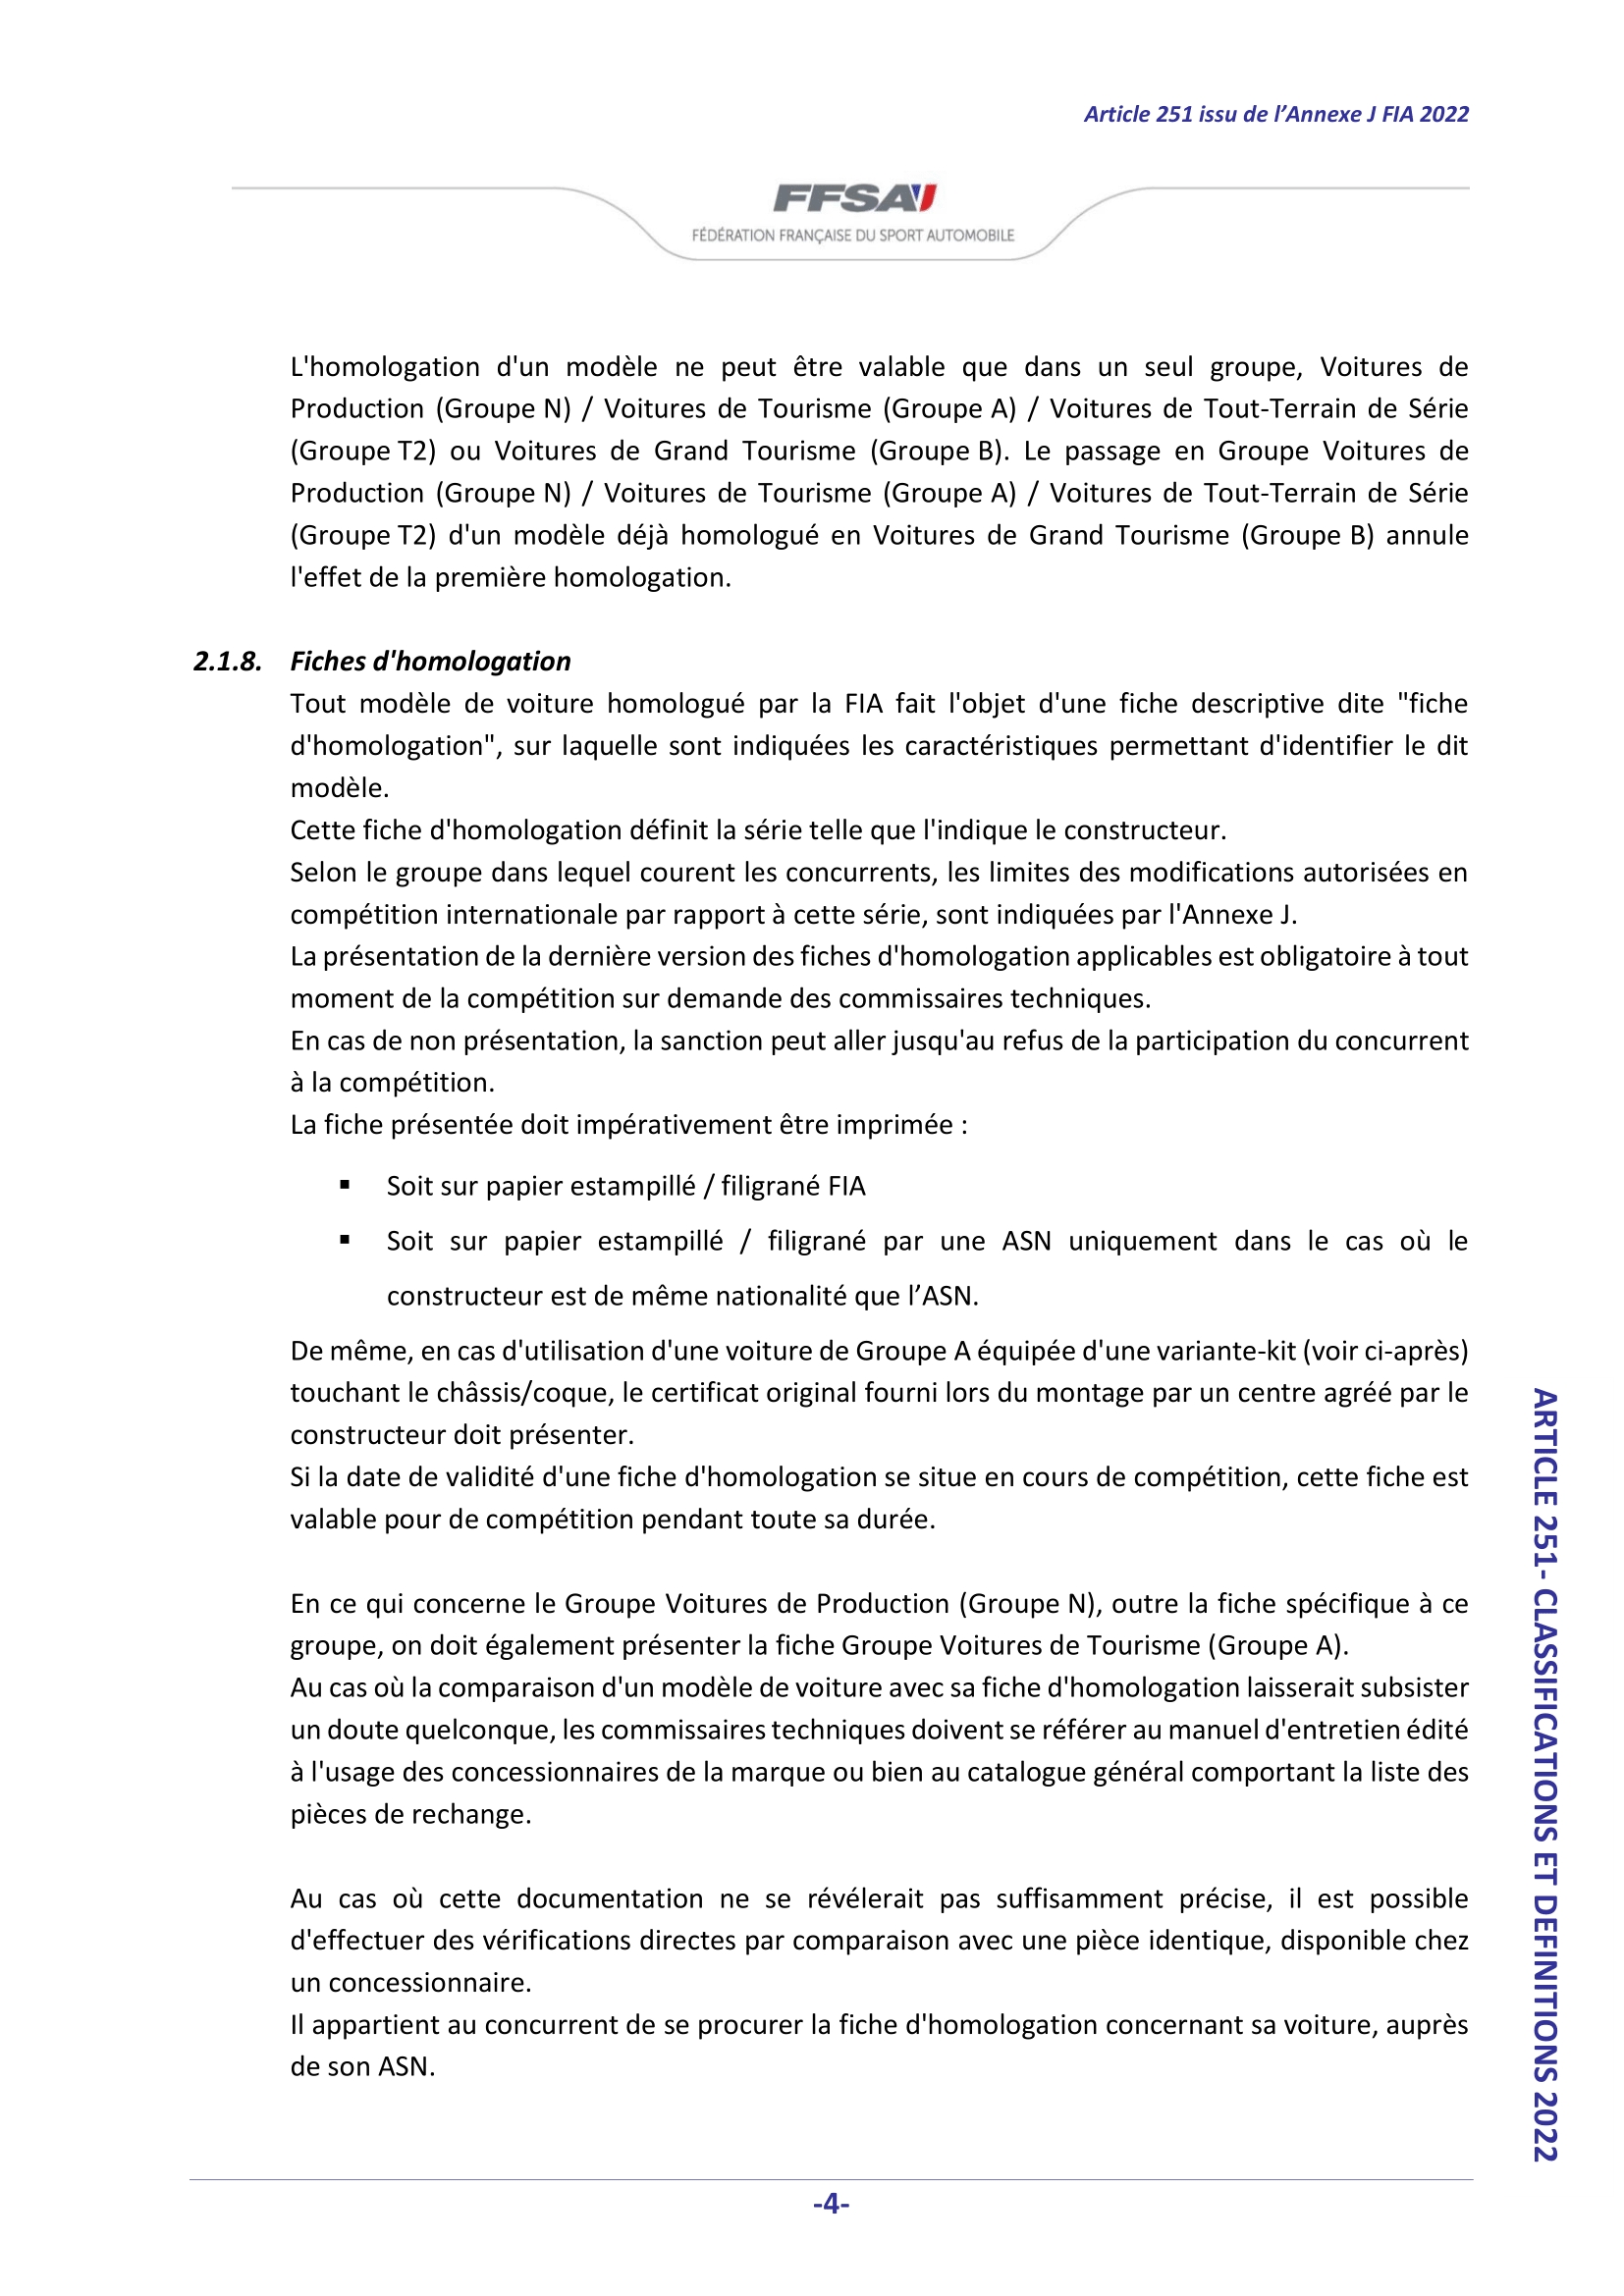 Article 251 issu de l’Annexe J FIA 2022
FFSA
FÉDÉRATION FRANÇAISE DU SPORT AUTOMOBILE
L'homologation d'un modèle ne peut être valable que dans un seul groupe, Voitures de
Production (Groupe N) / Voitures de Tourisme (Groupe A) / Voitures de Tout-Terrain de Série
(Groupe T2) ou Voitures de Grand Tourisme (Groupe B). Le passage en Groupe Voitures de
Production (Groupe N) / Voitures de Tourisme (Groupe A) / Voitures de Tout-Terrain de Série
(Groupe T2) d'un modèle déjà homologué en Voitures de Grand Tourisme (Groupe B) annule
l'effet de la première homologation.
2.1.8. Fiches d'homologation
Tout modèle de voiture homologué par la FIA fait l'objet d'une fiche descriptive dite "fiche
d'homologation", sur laquelle sont indiquées les caractéristiques permettant d'identifier le dit
modèle.
Cette fiche d'homologation définit la série telle que l'indique le constructeur.
Selon le groupe dans lequel courent les concurrents, les limites des modifications autorisées en
compétition internationale par rapport à cette série, sont indiquées par l'Annexe J.
La présentation de la dernière version des fiches d'homologation applicables est obligatoire à tout
moment de la compétition sur demande des commissaires techniques.
En cas de non présentation, la sanction peut aller jusqu'au refus de la participation du concurrent
à la compétition.
La fiche présentée doit impérativement être imprimée :
▪ Soit sur papier estampillé / filigrané FIA
▪ Soit sur papier estampillé / filigrané par une ASN uniquement dans le cas où le
constructeur est de même nationalité que l’ASN.
De même, en cas d'utilisation d'une voiture de Groupe A équipée d'une variante-kit (voir ci-après)
touchant le châssis/coque, le certificat original fourni lors du montage par un centre agréé par le
constructeur doit présenter.
Si la date de validité d'une fiche d'homologation se situe en cours de compétition, cette fiche est
valable pour de compétition pendant toute sa durée.
En ce qui concerne le Groupe Voitures de Production (Groupe N), outre la fiche spécifique à ce
groupe, on doit également présenter la fiche Groupe Voitures de Tourisme (Groupe A).
Au cas où la comparaison d'un modèle de voiture avec sa fiche d'homologation laisserait subsister
un doute quelconque, les commissaires techniques doivent se référer au manuel d'entretien édité
à l'usage des concessionnaires de la marque ou bien au catalogue général comportant la liste des
pièces de rechange.
Au cas où cette documentation ne se révélerait pas suffisamment précise, il est possible
d'effectuer des vérifications directes par comparaison avec une pièce identique, disponible chez
un concessionnaire.
Il appartient au concurrent de se procurer la fiche d'homologation concernant sa voiture, auprès
de son ASN.
ARTICLE 251- CLASSIFICATIONS ET DEFINITIONS 2022
-4-